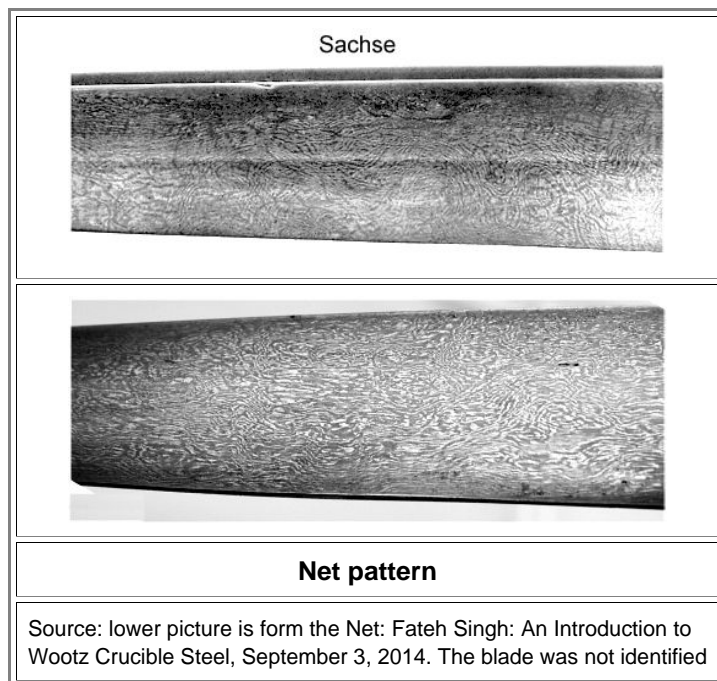 Sachse
Net pattern
Source: lower picture is form the Net: Fateh Singh: An Introduction to
Wootz Crucible Steel, September 3, 2014. The blade was not identified